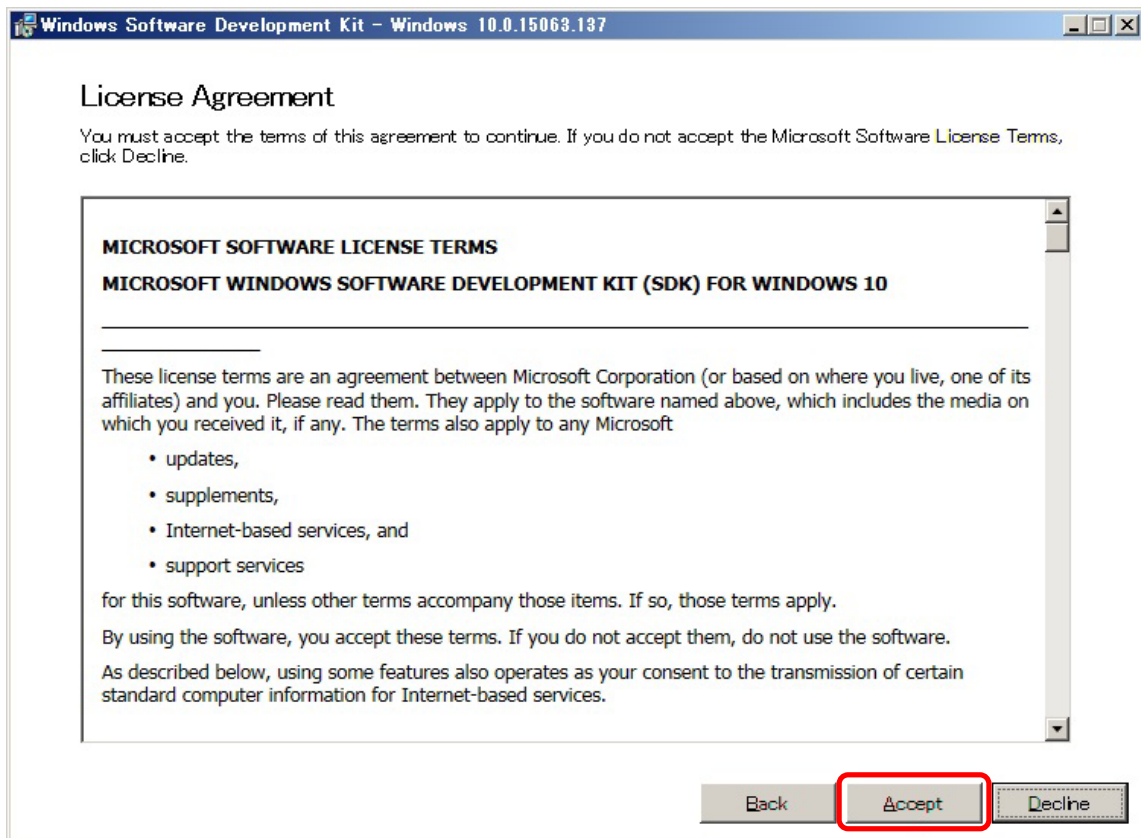 Windows Software Development Kit - Windows 10.0.15063.137
License Agreement
You must accept the terms of this agreement to continue. If you do not accept the Microsoft Software License Terms,
click Decline.
MICROSOFT SOFTWARE LICENSE TERMS
MICROSOFT WINDOWS SOFTWARE DEVELOPMENT KIT (SDK) FOR WINDOWS 10
These license terms are an agreement between Microsoft Corporation (or based on where you live, one of its
affiliates) and you. Please read them. They apply to the software named above, which includes the media on
which you received it, if any. The terms also apply to any Microsoft
• updates,
• supplements,
• Internet-based services, and
• support services
for this software, unless other terms accompany those items. If so, those terms apply.
By using the software, you accept these terms. If you do not accept them, do not use the software.
As described below, using some features also operates as your consent to the transmission of certain
standard computer information for Internet-based services.
Back Accept Decline